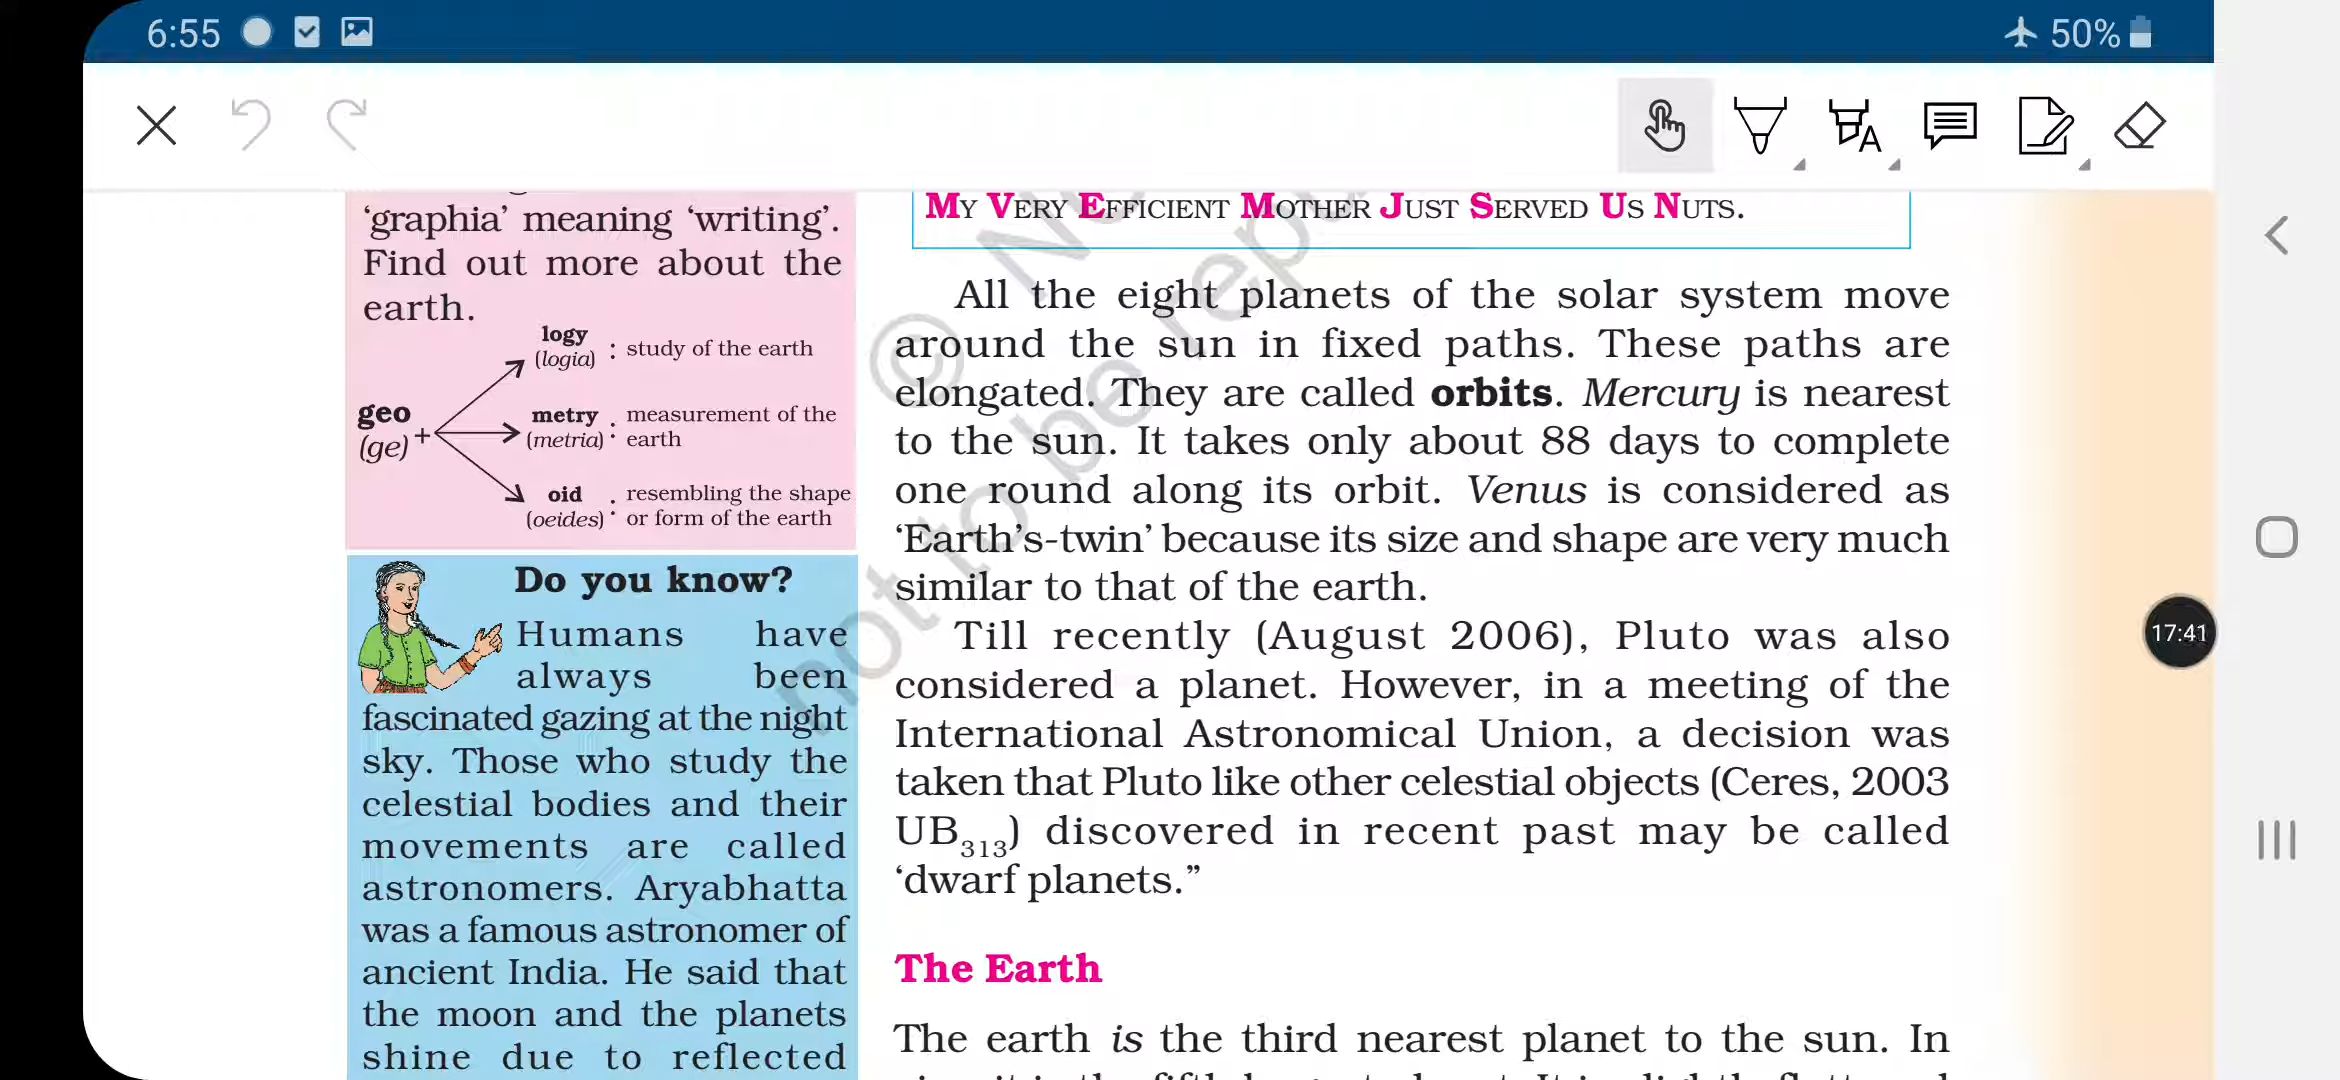 6:55
50%
'graphia' meaning 'writing'.
Find out more about the
earth.
logy
(logia) : study of the earth
geo
(ge) +
metry
(metria) : measurement of the
earth
oid
(oeides) : resembling the shape
or form of the earth
Do you know?
Humans have
always been
fascinated gazing at the night
sky. Those who study the
celestial bodies and their
movements are called
astronomers. Aryabhatta
was a famous astronomer of
ancient India. He said that
the moon and the planets
shine due to reflected
MY VERY EFFICIENT MOTHER JUST SERVED US NUTS.
All the eight planets of the solar system move
around the sun in fixed paths. These paths are
elongated. They are called orbits. Mercury is nearest
to the sun. It takes only about 88 days to complete
one round along its orbit. Venus is considered as
'Earth's-twin' because its size and shape are very much
similar to that of the earth.
Till recently (August 2006), Pluto was also
considered a planet. However, in a meeting of the
International Astronomical Union, a decision was
taken that Pluto like other celestial objects (Ceres, 2003
UB313) discovered in recent past may be called
'dwarf planets."
The Earth
The earth is the third nearest planet to the sun. In
©
not to be
17:41